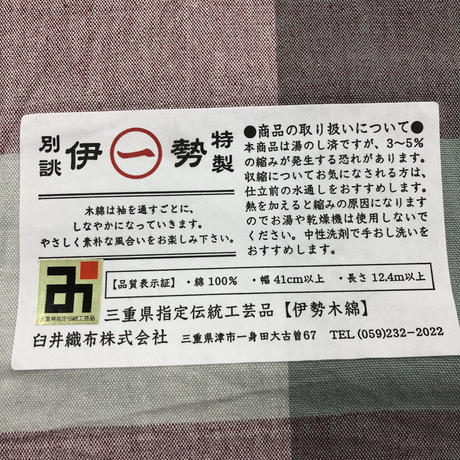 別談
伊㊀勢
特製
木綿は袖を通すごとに、
しなやかになっていきます。
やさしく素朴な風合いをお楽しみ下さい。
●商品の取り扱いについて●
本商品は湯のし済ですが、3〜5%
の縮みが発生する恐れがあります。
収縮についてお気になされる方は、
仕立前の水通しをおすすめします。
熱を加えると縮みの原因になります
のでお湯や乾燥機は使用しないで
ください。中性洗剤で手おし洗いを
おすすめします。
【品質表示証】・綿100% ・幅41cm以上 ・長さ12.4m以上
三重県指定伝統工芸品
三重県指定伝統工芸品【伊勢木綿】
臼井織布株式会社 三重県津市一身田大古曽67 TEL(059)232-2022